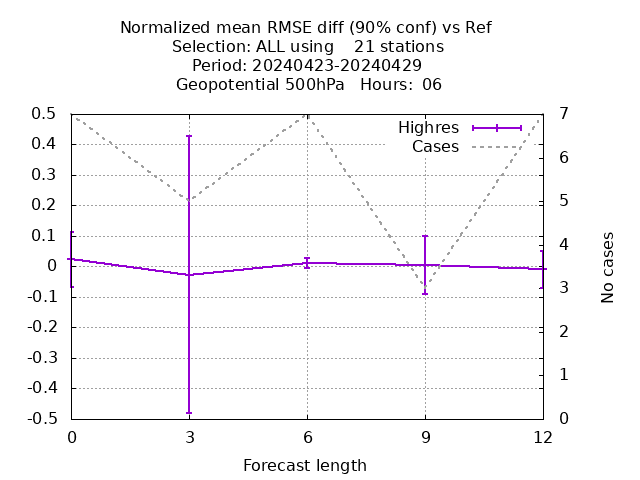 Normalized mean RMSE diff (90% conf) vs Ref
Selection: ALL using    21 stations
Period: 20240423-20240429
Geopotential 500hPa   Hours:  06
Highres
Cases
0.5
0.4
0.3
0.2
0.1
0
-0.1
-0.2
-0.3
-0.4
-0.5
7
6
5
4
3
2
1
0
No cases
0 3 6 9 12
Forecast length